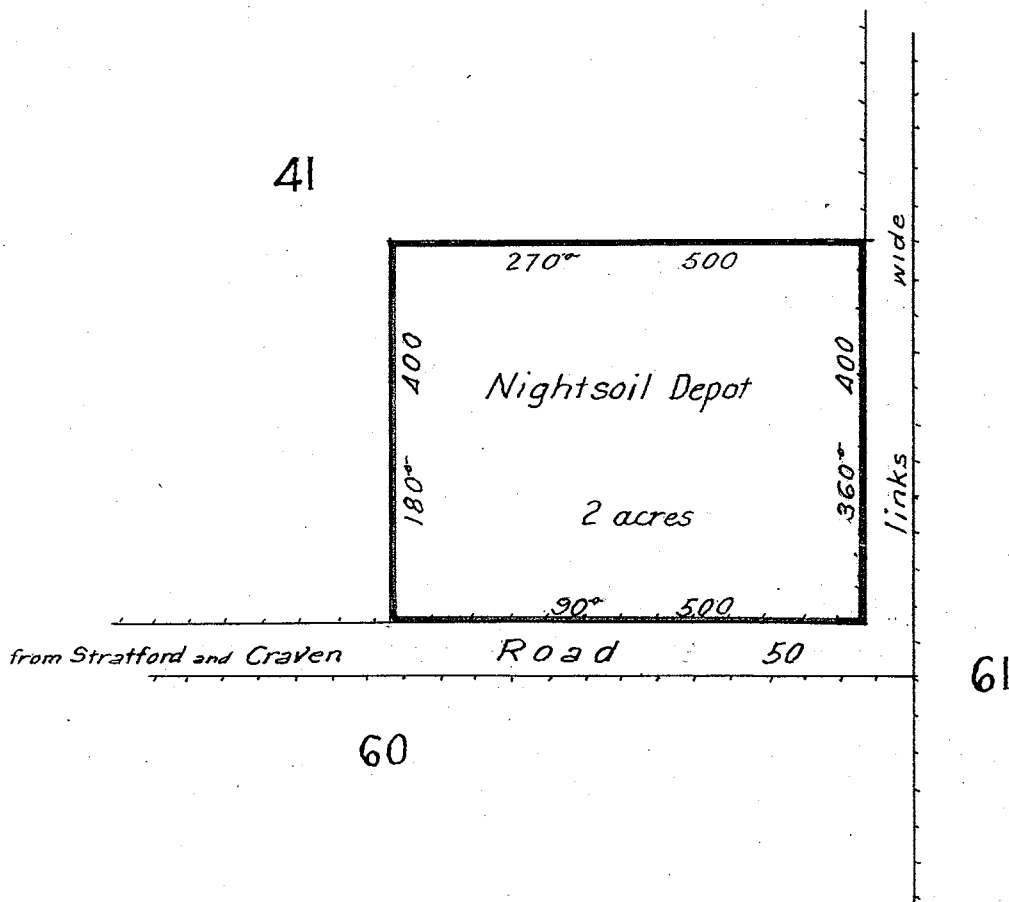 41
270° 500
400
180°
Nightsoil Depot
2 acres
400
360°
90° 500
wide
links
from Stratford and Craven Road 50
61
60